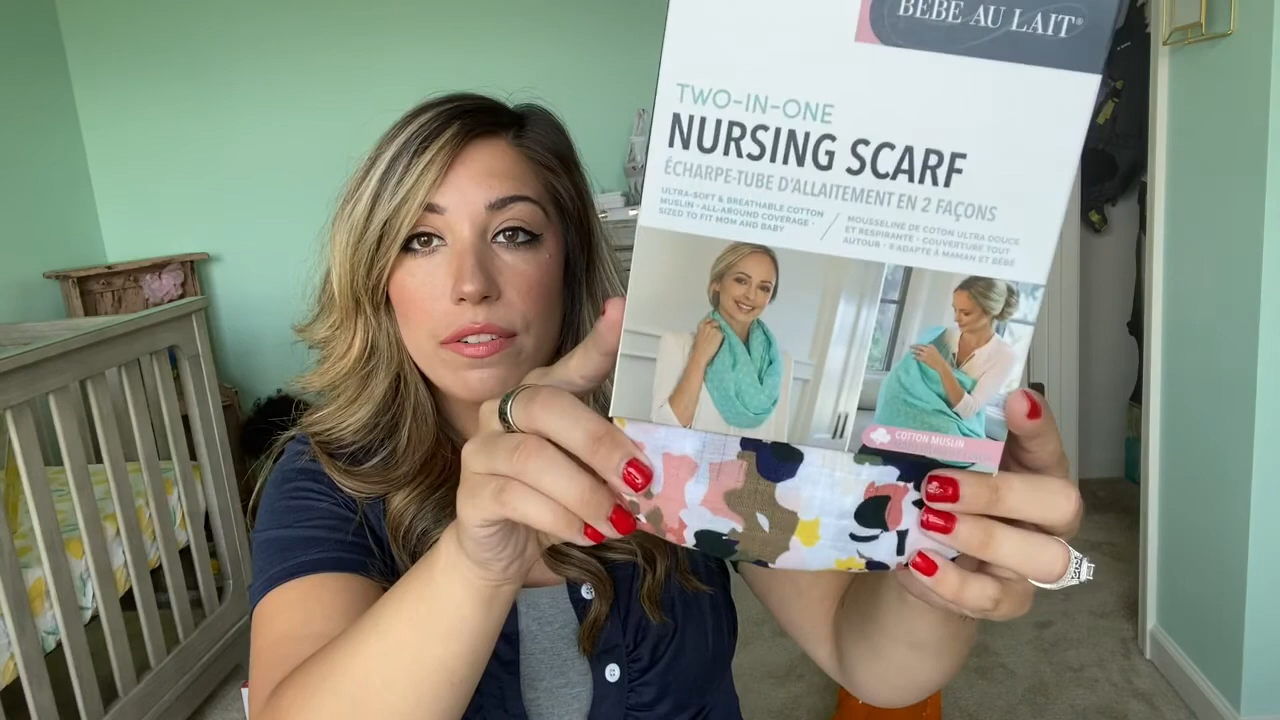 BÉBÉ AU LAIT®
TWO-IN-ONE
NURSING SCARF
ÉCHARPE-TUBE D'ALLAITEMENT EN 2 FAÇONS
ULTRA-SOFT & BREATHABLE COTTON
MUSLIN · ALL-AROUND COVERAGE ·
SIZED TO FIT MOM AND BABY
MOUSSELINE DE COTON ULTRA DOUCE
ET RESPIRANTE · COUVERTURE TOUT
AUTOUR · S'ADAPTE À MAMAN ET BÉBÉ
COTTON MUSLIN